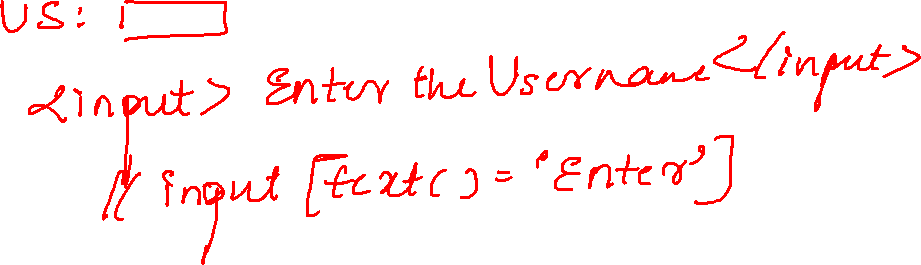 US:
<input> Enter the Username </input>
// input [text() = 'Enter']